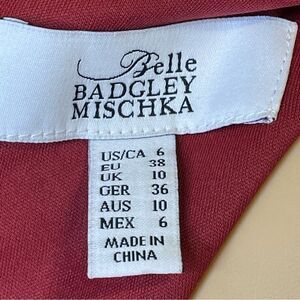 Belle
BADGLEY
MISCHKA
US/CA 6
EU 38
UK 10
GER 36
AUS 10
MEX 6
MADE IN
CHINA